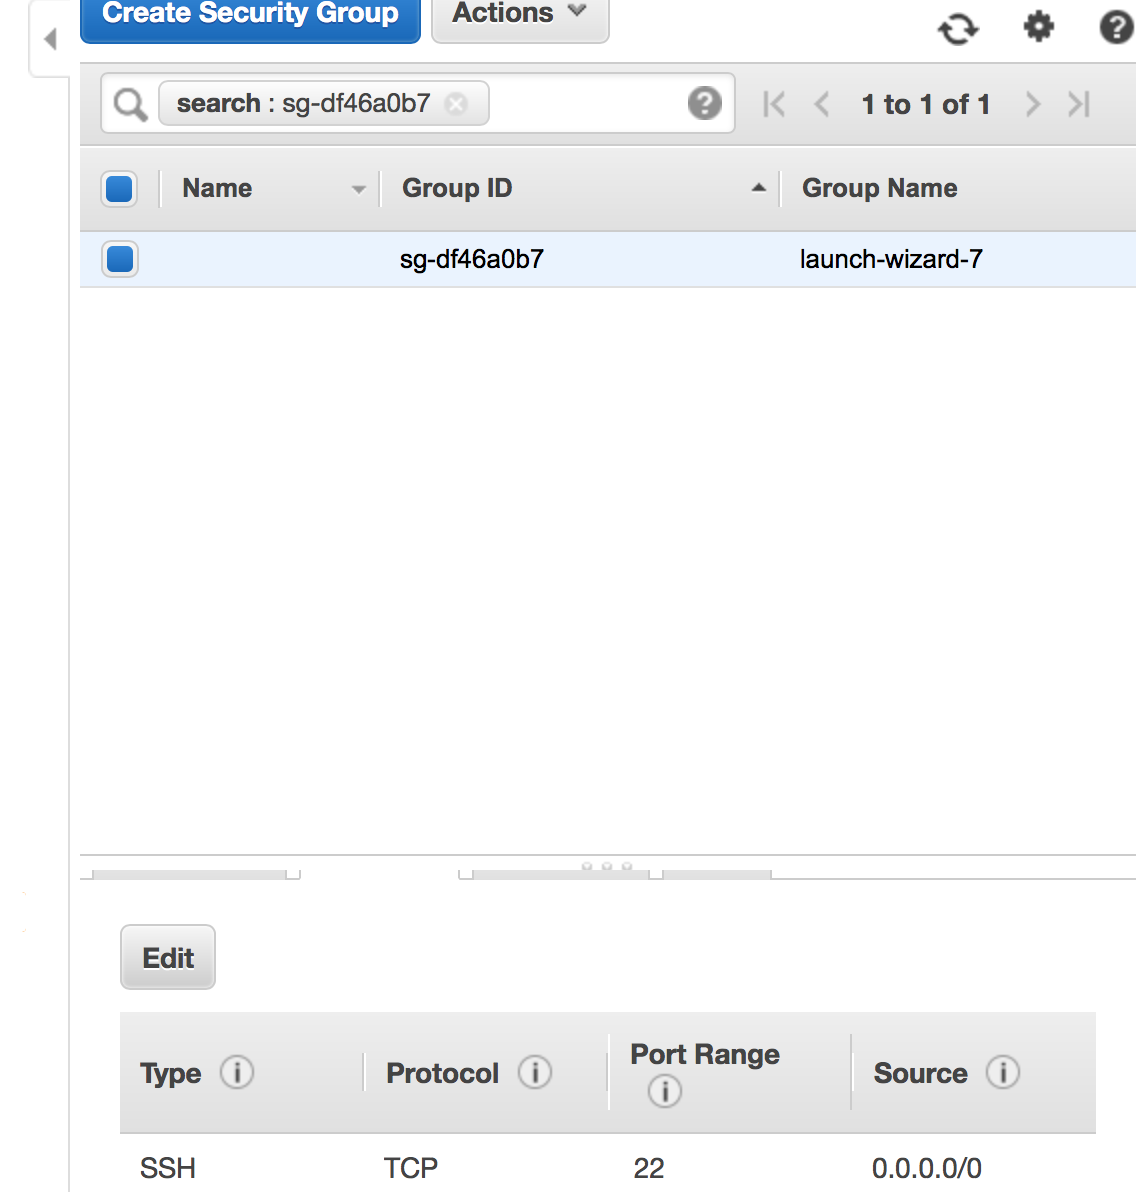 Create Security Group Actions
search : sg-df46a0b7 1 to 1 of 1
Name Group ID Group Name
sg-df46a0b7 launch-wizard-7
Edit
Type Protocol Port Range Source
SSH TCP 22 0.0.0.0/0